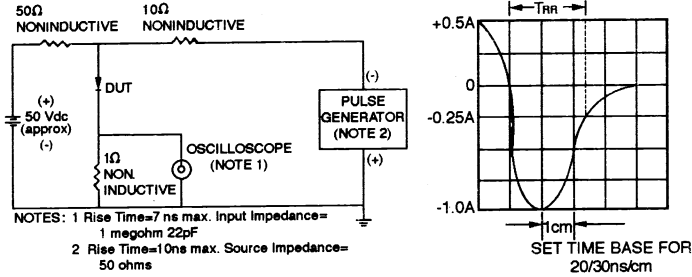 50Ω
NONINDUCTIVE
10Ω
NONINDUCTIVE
DUT
(+)
50 Vdc
(approx)
(-)
1Ω
NON.
INDUCTIVE
OSCILLOSCOPE
(NOTE 1)
(-)
PULSE
GENERATOR
(NOTE 2)
(+)
NOTES: 1 Rise Time=7 ns max. Input Impedance=
1 megohm 22pF
2 Rise Time=10ns max. Source Impedance=
50 ohms
TRR
+0.5A
0
-0.25A
-1.0A
1cm
SET TIME BASE FOR
20/30ns/cm